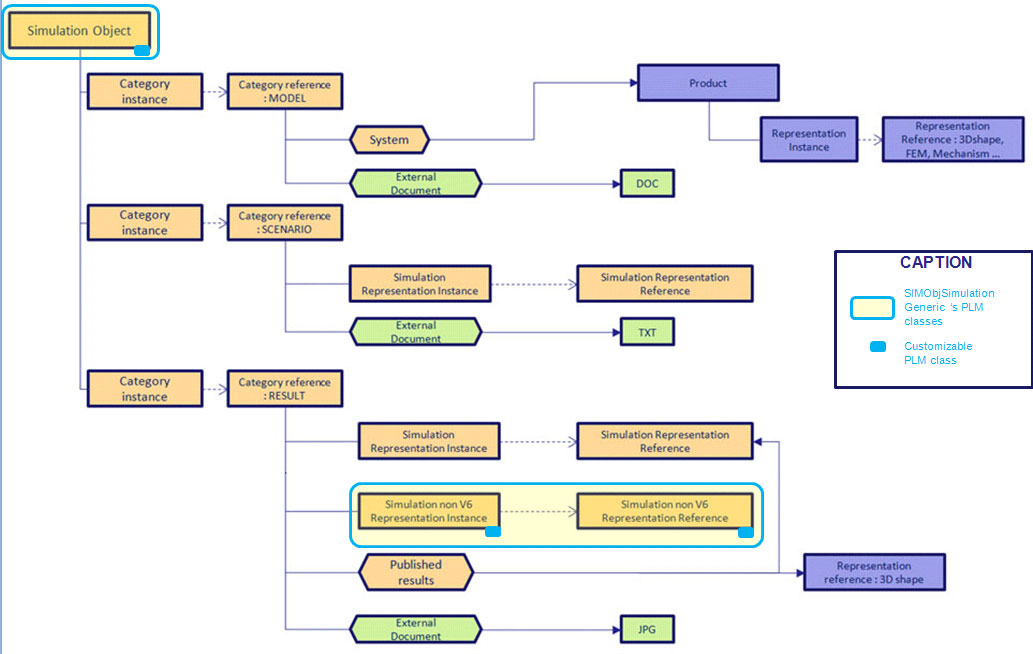 Simulation Object
Category
instance
Category reference
: MODEL
Product
System
Representation
Instance
Representation
Reference : 3Dshape,
FEM, Mechanism ...
External
Document
DOC
Category
instance
Category reference
: SCENARIO
Simulation
Representation Instance
Simulation Representation
Reference
External
Document
TXT
CAPTION
SIMObjSimulation
Generic ‘s PLM
classes
Customizable
PLM class
Category
instance
Category reference
: RESULT
Simulation
Representation Instance
Simulation Representation
Reference
Simulation non V6
Representation Instance
Simulation non V6
Representation Reference
Published
results
Representation
reference : 3D shape
External
Document
JPG